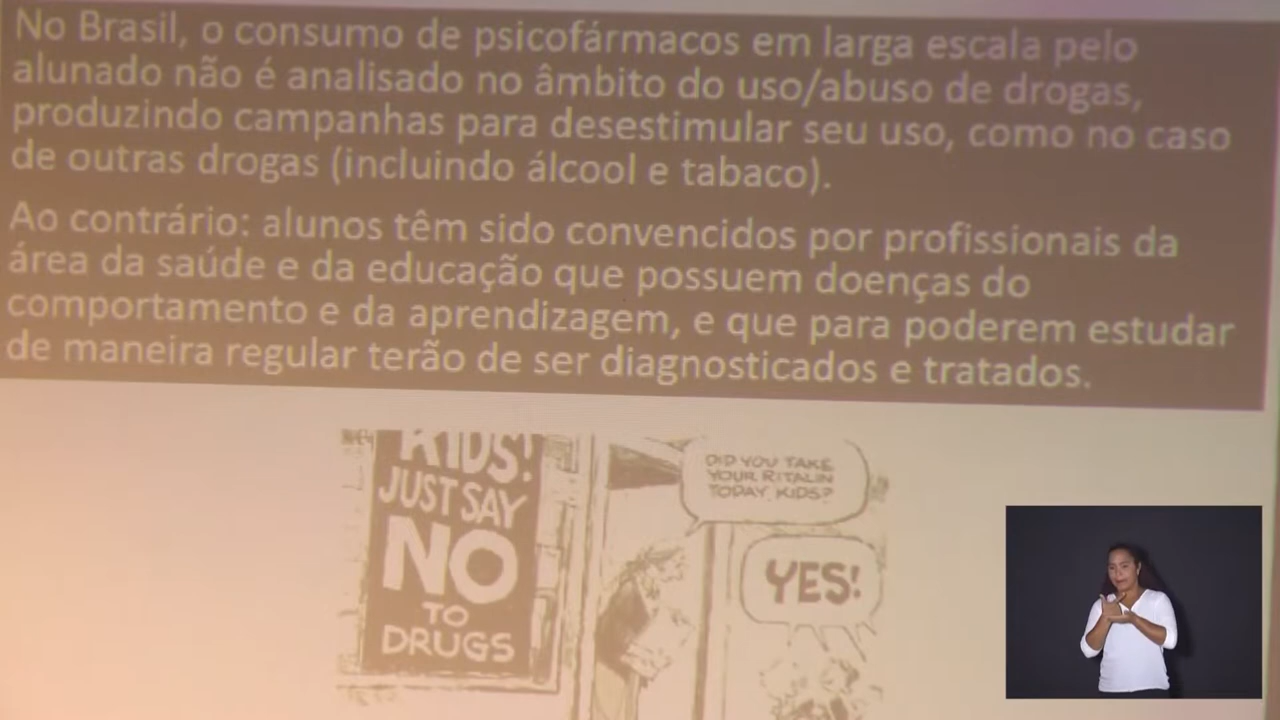 No Brasil, o consumo de psicofármacos em larga escala pelo
alunado não é analisado no âmbito do uso/abuso de drogas,
produzindo campanhas para desestimular seu uso, como no caso
de outras drogas (incluindo álcool e tabaco).
Ao contrário: alunos têm sido convencidos por profissionais da
área da saúde e da educação que possuem doenças do
comportamento e da aprendizagem, e que para poderem estudar
de maneira regular terão de ser diagnosticados e tratados.
KIDS!
JUST SAY
NO
TO
DRUGS
DID YOU TAKE
YOUR RITALIN
TODAY, KIDS?
YES!